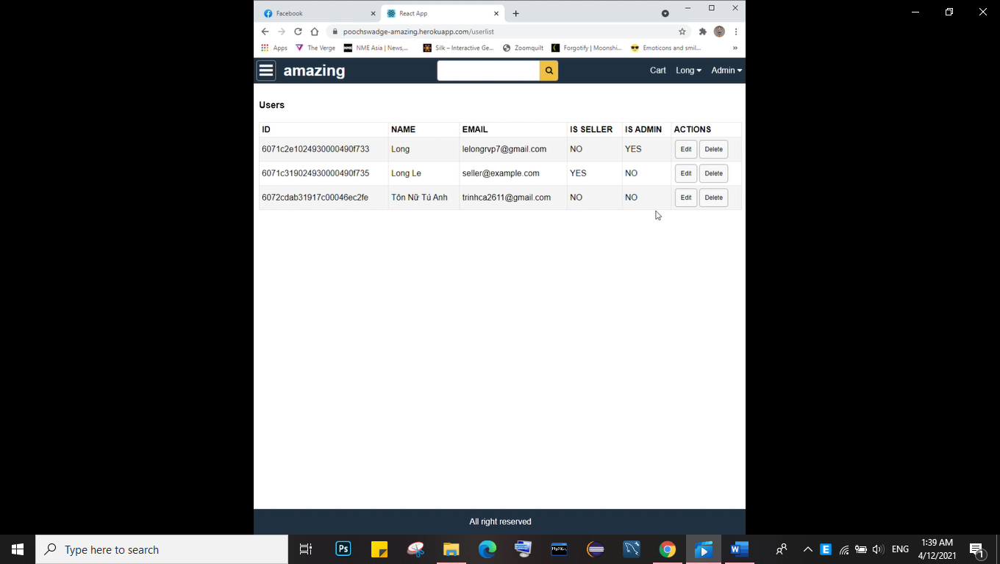 Facebook
React App
poochswadge-amazing.herokuapp.com/userlist
Apps The Verge NME NME Asia | News,... Silk – Interactive Ge... Zoomquilt Forgotify | Moonshi... Emoticons and smil... »
amazing Cart Long Admin
Users
ID NAME EMAIL IS SELLER IS ADMIN ACTIONS
6071c2e1024930000490f733 Long lelongrvp7@gmail.com NO YES Edit Delete
6071c319024930000490f735 Long Le seller@example.com YES NO Edit Delete
6072cdab31917c00046ec2fe Tôn Nữ Tú Anh trinhca2611@gmail.com NO NO Edit Delete
All right reserved
Type here to search Ps MySQL E W ENG 1:39 AM
4/12/2021 1